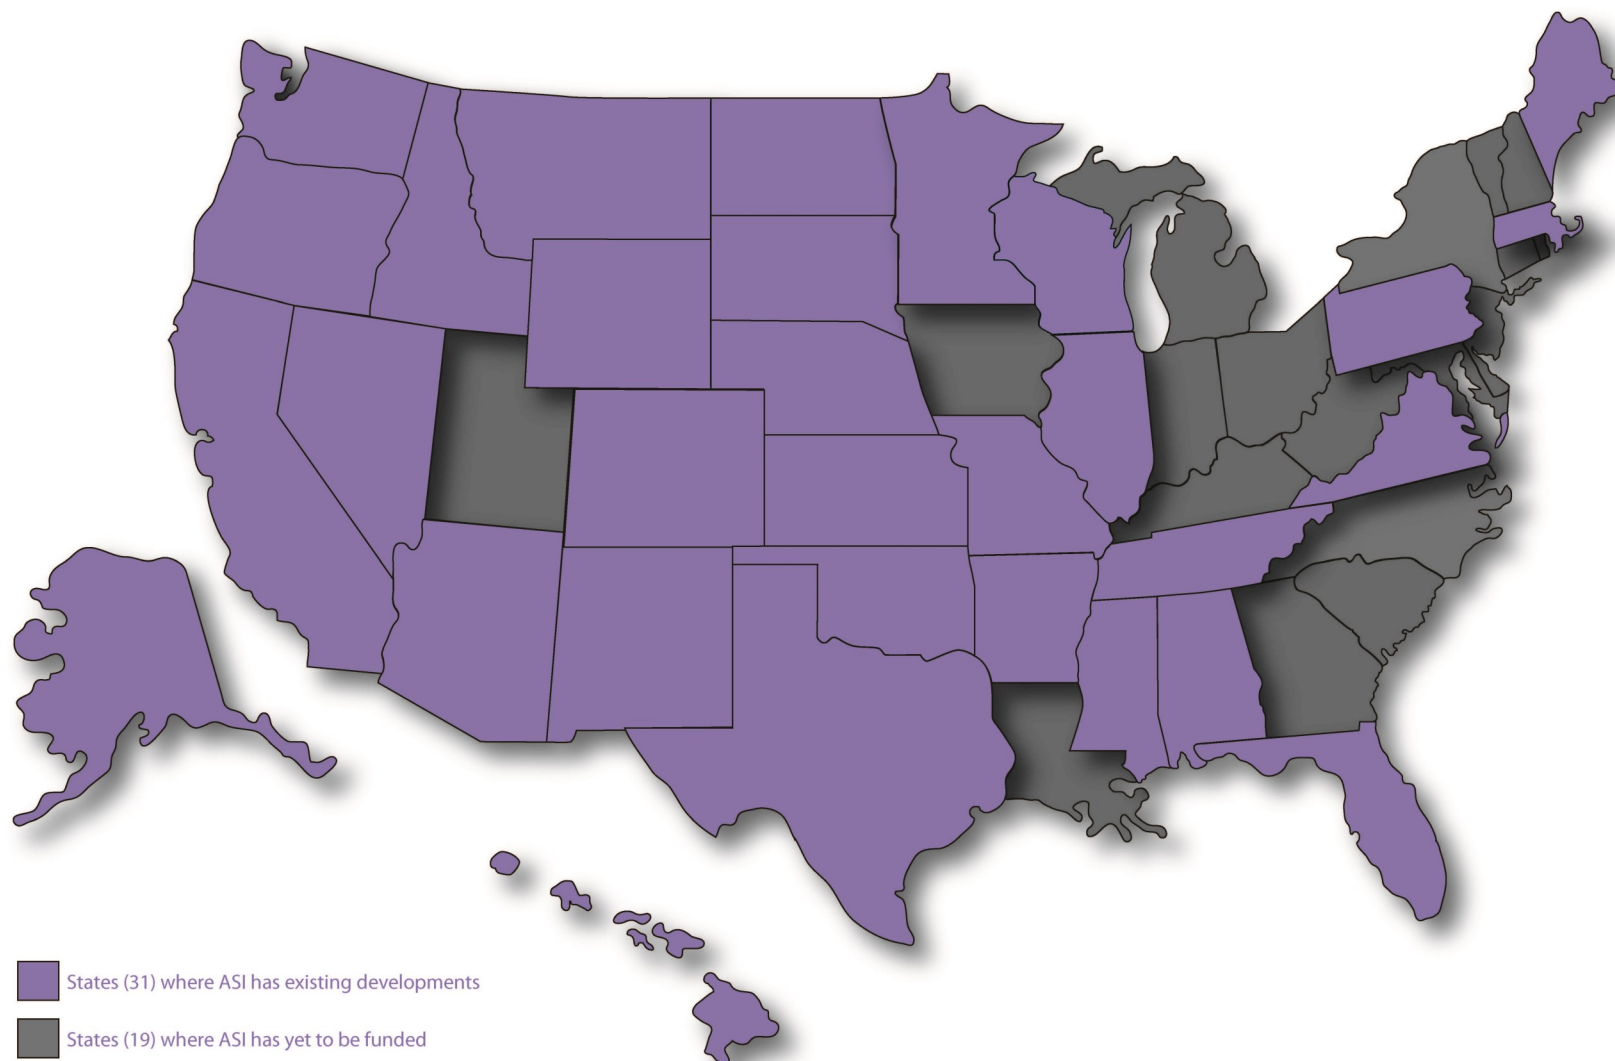 States (31) where ASI has existing developments
States (19) where ASI has yet to be funded